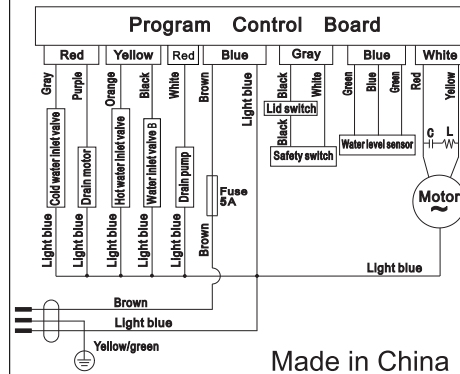 Program Control Board
Red Yellow Red Blue Gray Blue White
Gray Purple Orange Black White Brown Light blue Black White Green Blue Green Red Yellow
Lid switch
Black
Safety switch
Water level sensor
C L
Cold water inlet valve Drain motor Hot water inlet valve Water inlet valve B Drain pump
Fuse
5A
Motor
~
Light blue Light blue Light blue Light blue Light blue Brown
Light blue
Brown
Light blue
Yellow/green
Made in China